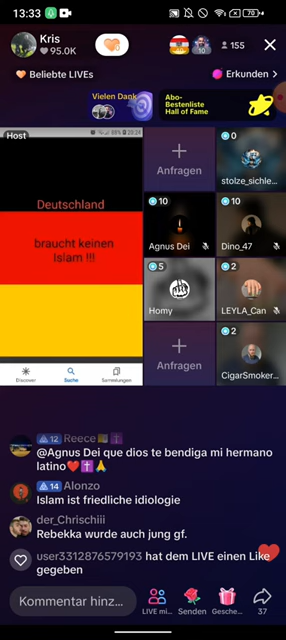 13:33
70
Kris
95.0K
10
155
Beliebte LIVEs
Erkunden >
Vielen Dank
Abo-
Bestenliste
Hall of Fame
Host
20:24
Deutschland
braucht keinen
Islam !!!
Discover
Suche
Sammlungen
Anfragen
0
stolze_sichle...
10
Agnus Dei
10
Dino_47
5
Homy
2
LEYLA_Can
Anfragen
2
CigarSmoker...
12 Reece
@Agnus Dei que dios te bendiga mi hermano
latino❤️✝️🙏
14 Alonzo
Islam ist friedliche idiologie
der_Chrischiii
Rebekka wurde auch jung gf.
user3312876579193 hat dem LIVE einen Like
gegeben
Kommentar hinz...
LIVE mi...
Senden
Gesche...
37